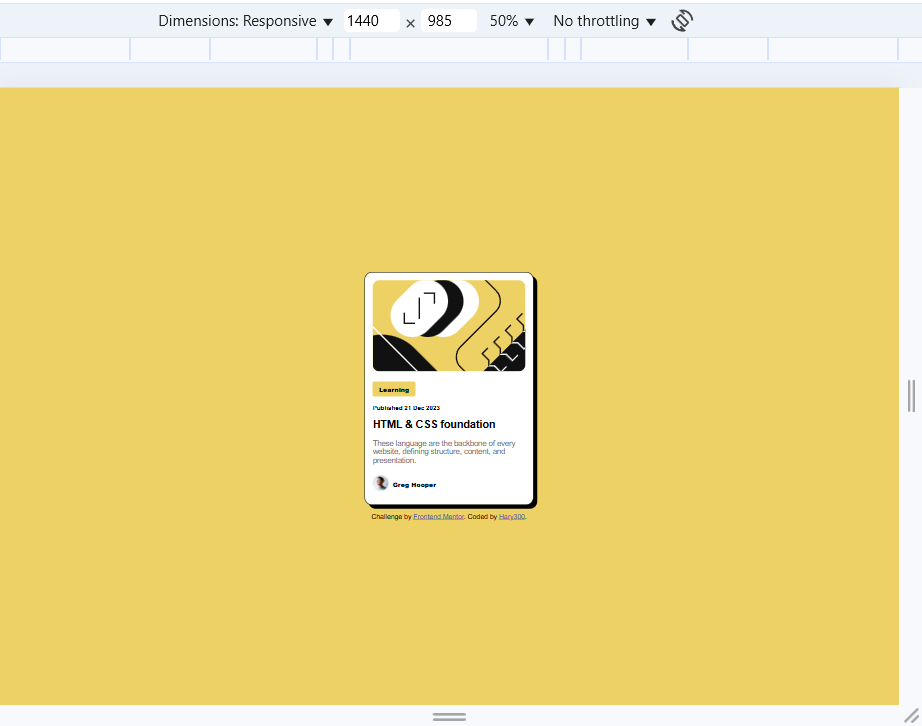 Dimensions: Responsive ▼ 1440 × 985 50% ▼ No throttling ▼
Learning
Published 21 Dec 2023
HTML & CSS foundation
These language are the backbone of every
website, defining structure, content, and
presentation.
Greg Hooper
Challenge by Frontend Mentor. Coded by Hary300.